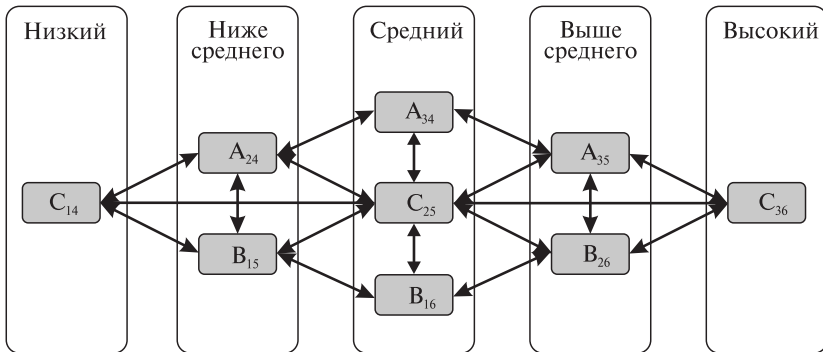 Низкий
Ниже
среднего
Средний
Выше
среднего
Высокий
A34
A24
A35
C14
C25
C36
B15
B26
B16